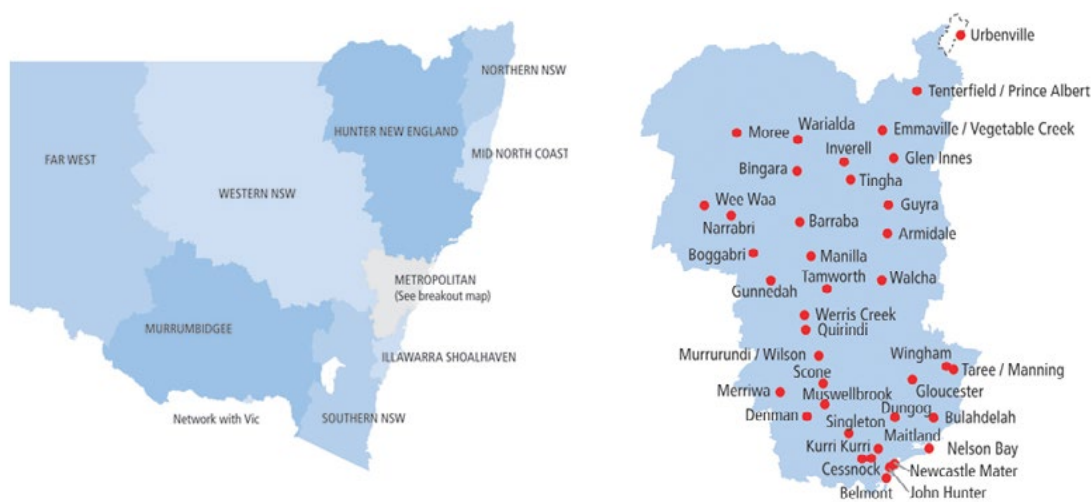 NORTHERN NSW
HUNTER NEW ENGLAND
MID NORTH COAST
FAR WEST
WESTERN NSW
METROPOLITAN
(See breakout map)
MURRUMBIDGEE
ILLAWARRA SHOALHAVEN
Network with Vic
SOUTHERN NSW
Urbenville
Tenterfield / Prince Albert
Moree
Warialda
Emmaville / Vegetable Creek
Inverell
Glen Innes
Bingara
Tingha
Wee Waa
Guyra
Narrabri
Barraba
Armidale
Boggabri
Manilla
Tamworth
Walcha
Gunnedah
Werris Creek
Quirindi
Murrurundi / Wilson
Wingham
Taree / Manning
Scone
Merriwa
Muswellbrook
Gloucester
Denman
Dungog
Bulahdelah
Singleton
Kurri Kurri
Maitland
Nelson Bay
Cessnock
Newcastle Mater
Belmont
John Hunter